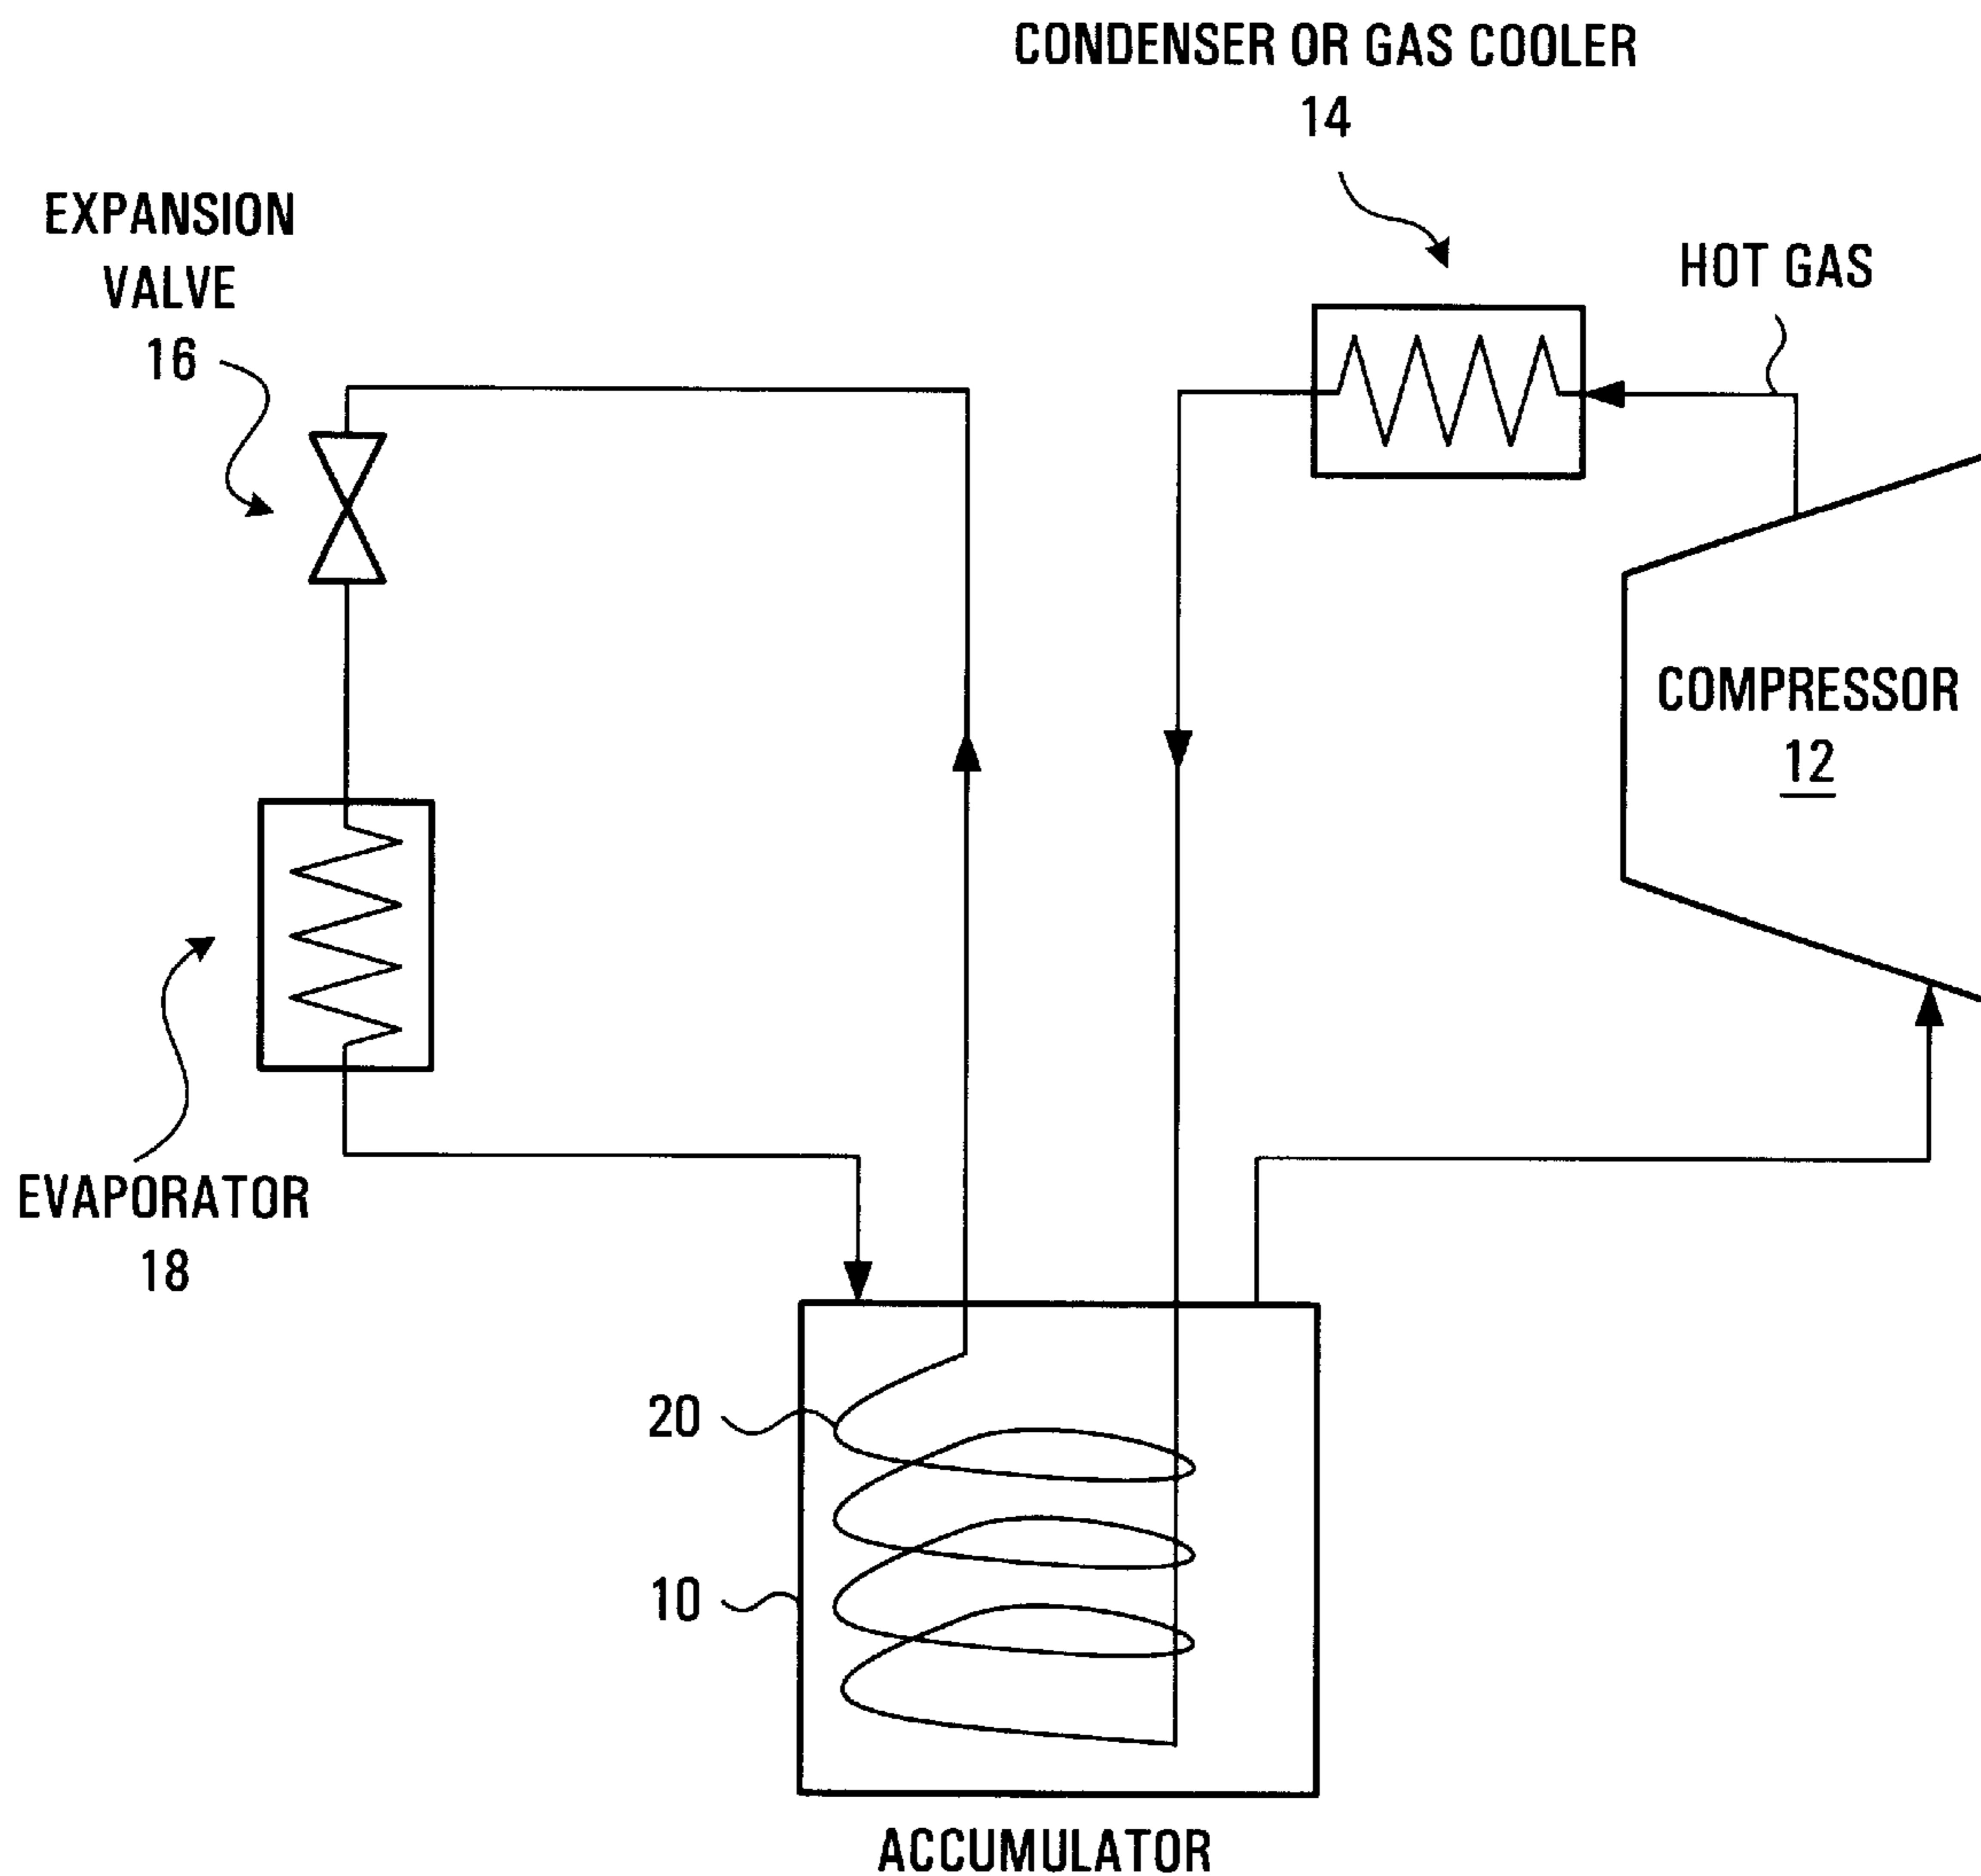 CONDENSER OR GAS COOLER
14
EXPANSION
VALVE
16
HOT GAS
COMPRESSOR
12
EVAPORATOR
18
20
10
ACCUMULATOR